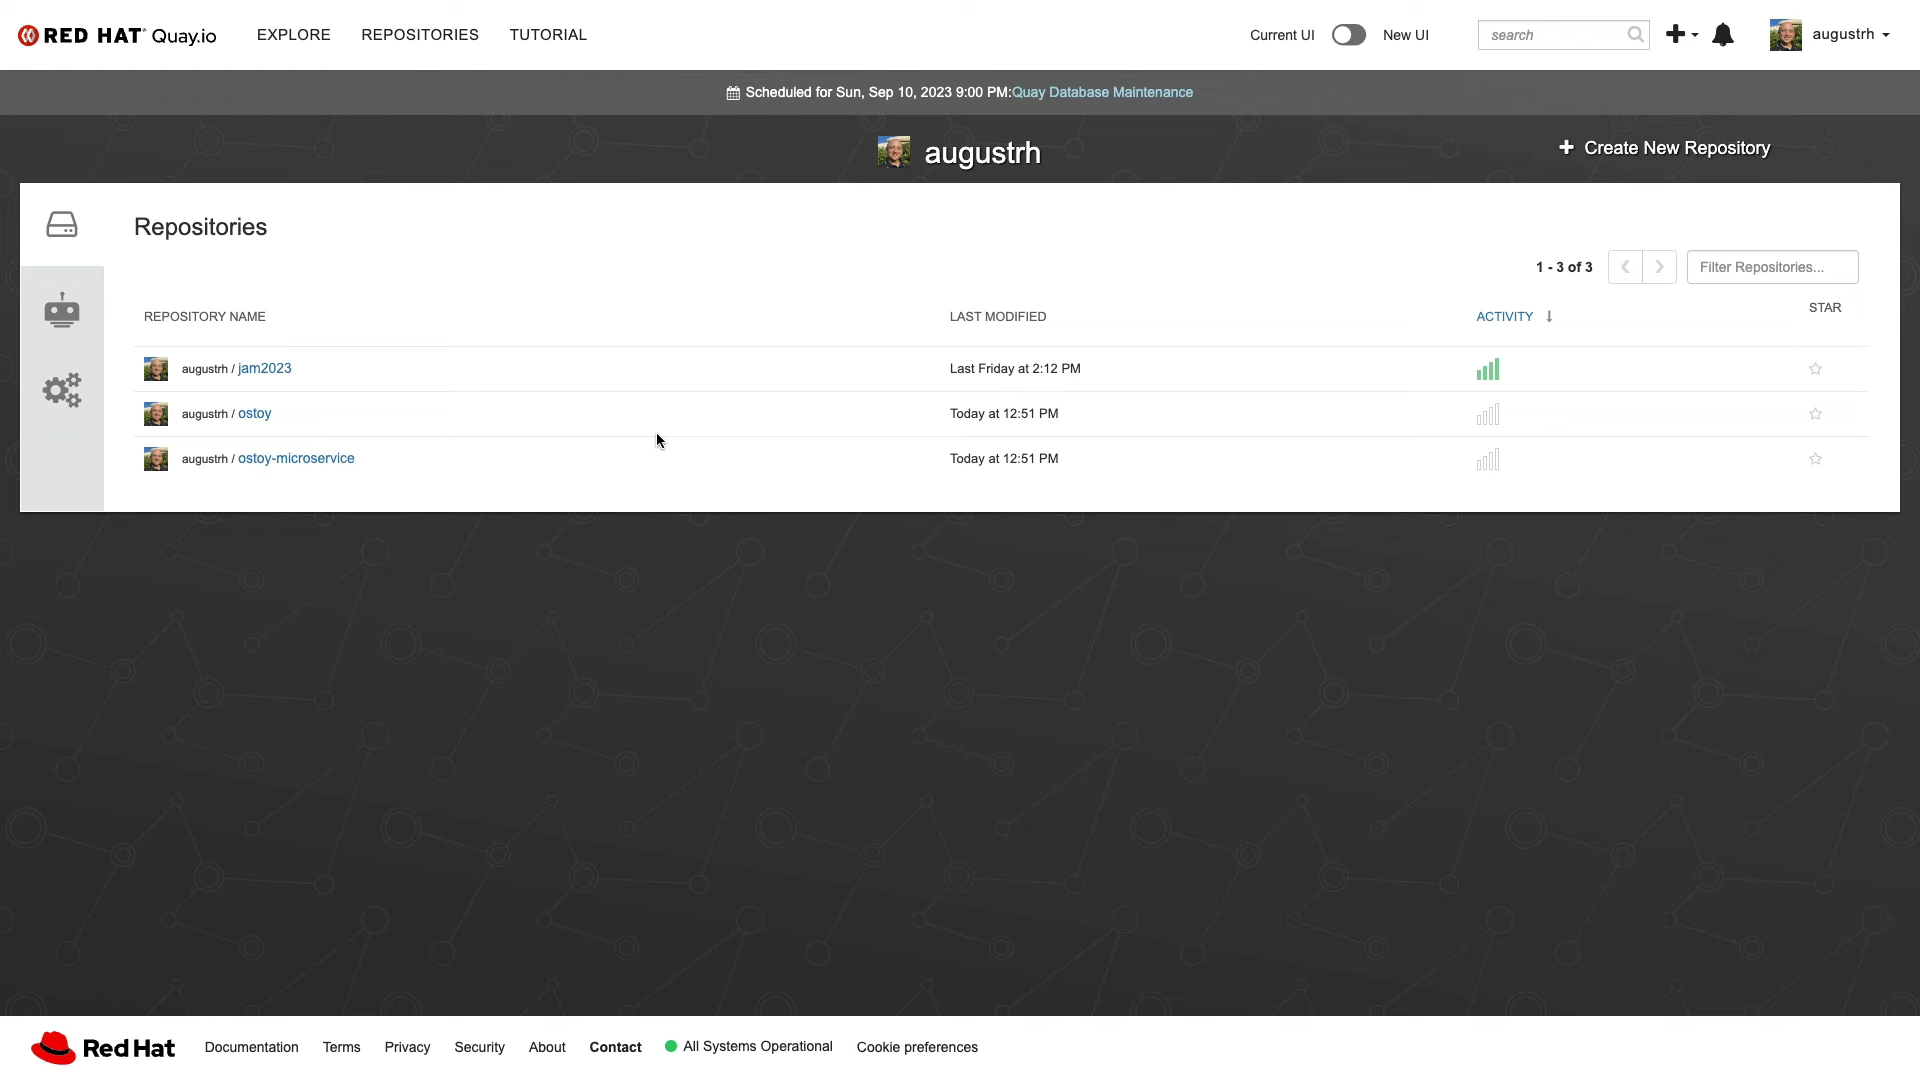 RED HAT Quay.io EXPLORE REPOSITORIES TUTORIAL Current UI New UI search augustrh
Scheduled for Sun, Sep 10, 2023 9:00 PM:Quay Database Maintenance
augustrh + Create New Repository
Repositories
1 - 3 of 3 Filter Repositories...
REPOSITORY NAME LAST MODIFIED ACTIVITY STAR
augustrh / jam2023 Last Friday at 2:12 PM
augustrh / ostoy Today at 12:51 PM
augustrh / ostoy-microservice Today at 12:51 PM
Red Hat Documentation Terms Privacy Security About Contact All Systems Operational Cookie preferences